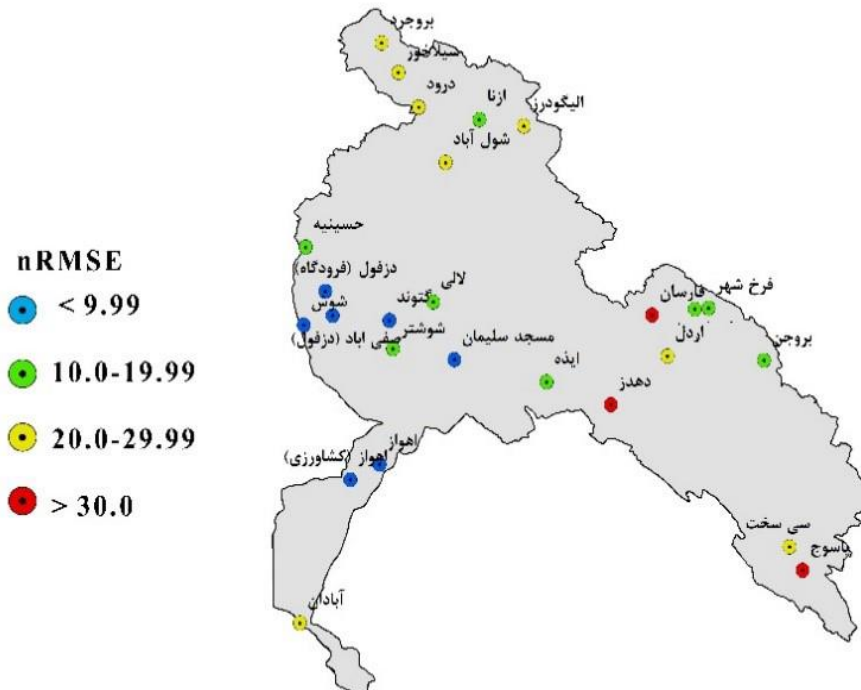 بروجرد
سیلاخور
درود
ازنا
الیگودرز
شول آباد
حسینیه
دزفول (فرودگاه)
لالی
گتوند
شوس
شوشتر
صفی اباد (دزفول)
مسجد سلیمان
ایذه
فارسان
فرخ شهر
اردل
بروجن
دهدز
اهواز
اهواز (کشاورزی)
سی سخت
یاسوج
آبادان
nRMSE
< 9.99
10.0-19.99
20.0-29.99
> 30.0